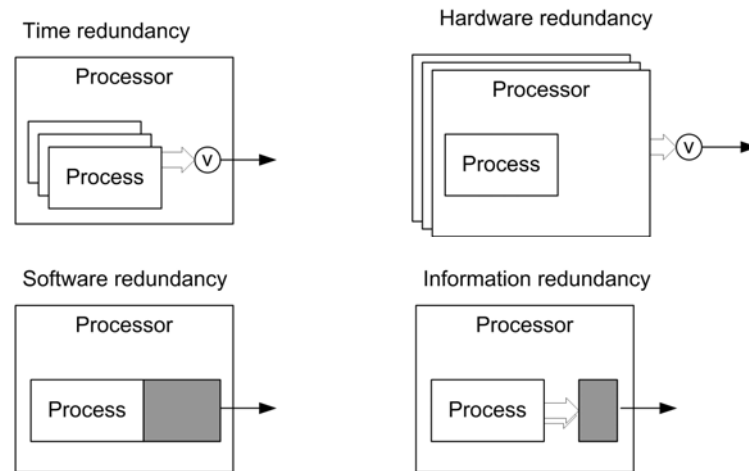 Time redundancy
Processor
Process
V
Hardware redundancy
Processor
Process
V
Software redundancy
Processor
Process
Information redundancy
Processor
Process